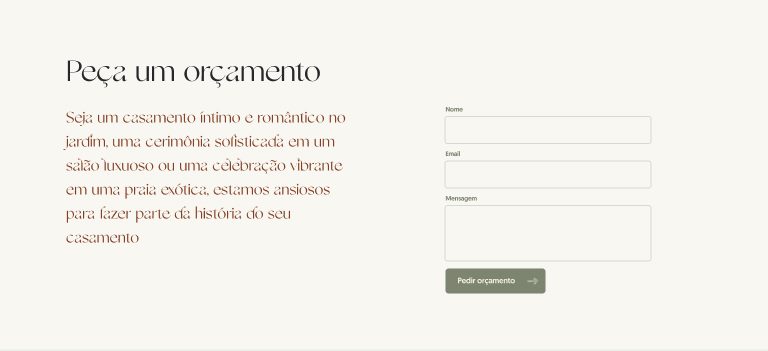 Peça um orçamento
Seja um casamento íntimo e romântico no
jardim, uma cerimônia sofisticada em um
salão luxuoso ou uma celebração vibrante
em uma praia exótica, estamos ansiosos
para fazer parte da história do seu
casamento
Nome
Email
Mensagem
Pedir orçamento